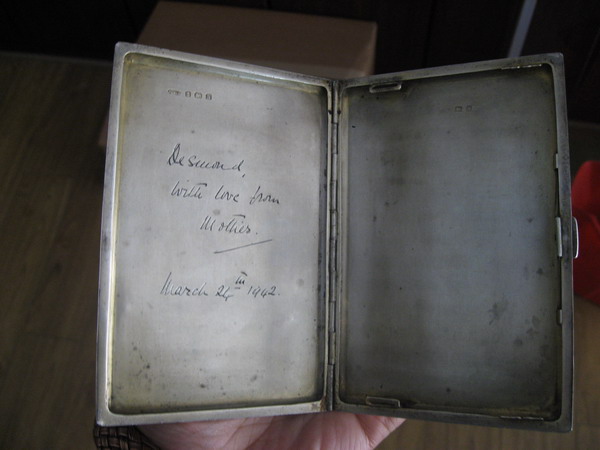 Desmond,
With love from
Mother.
March 24th 1942.